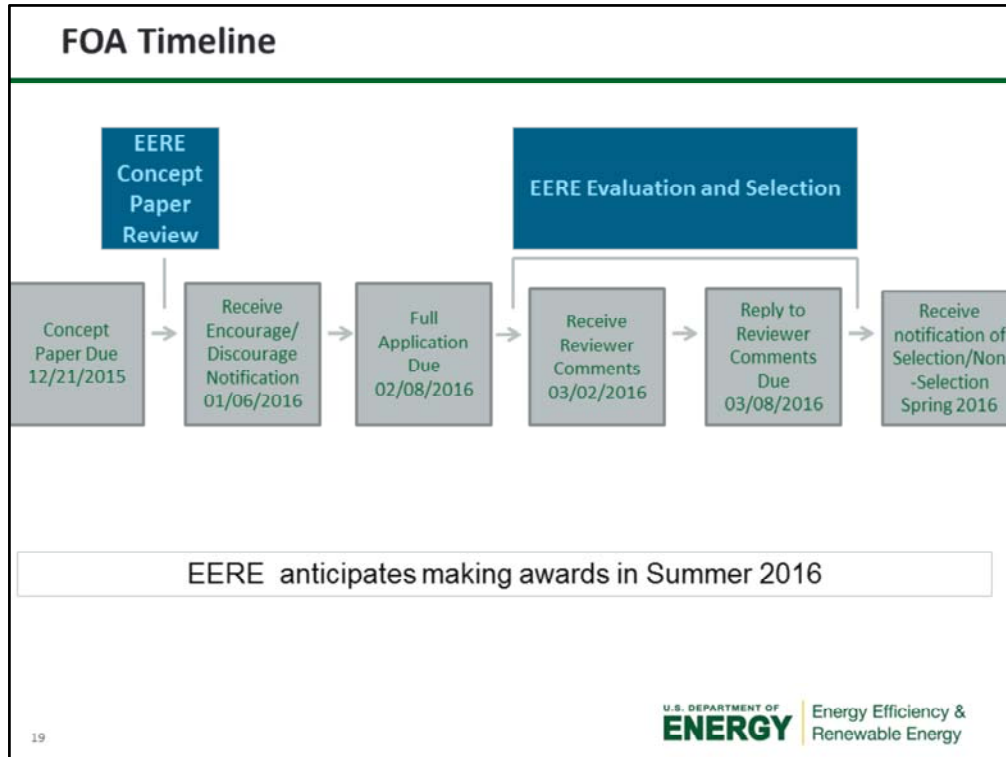 FOA Timeline
EERE
Concept
Paper
Review
EERE Evaluation and Selection
Concept
Paper Due
12/21/2015
Receive
Encourage/
Discourage
Notification
01/06/2016
Full
Application
Due
02/08/2016
Receive
Reviewer
Comments
03/02/2016
Reply to
Reviewer
Comments
Due
03/08/2016
Receive
notification of
Selection/Non
-Selection
Spring 2016
EERE anticipates making awards in Summer 2016
19
U.S. DEPARTMENT OF
ENERGY
Energy Efficiency &
Renewable Energy